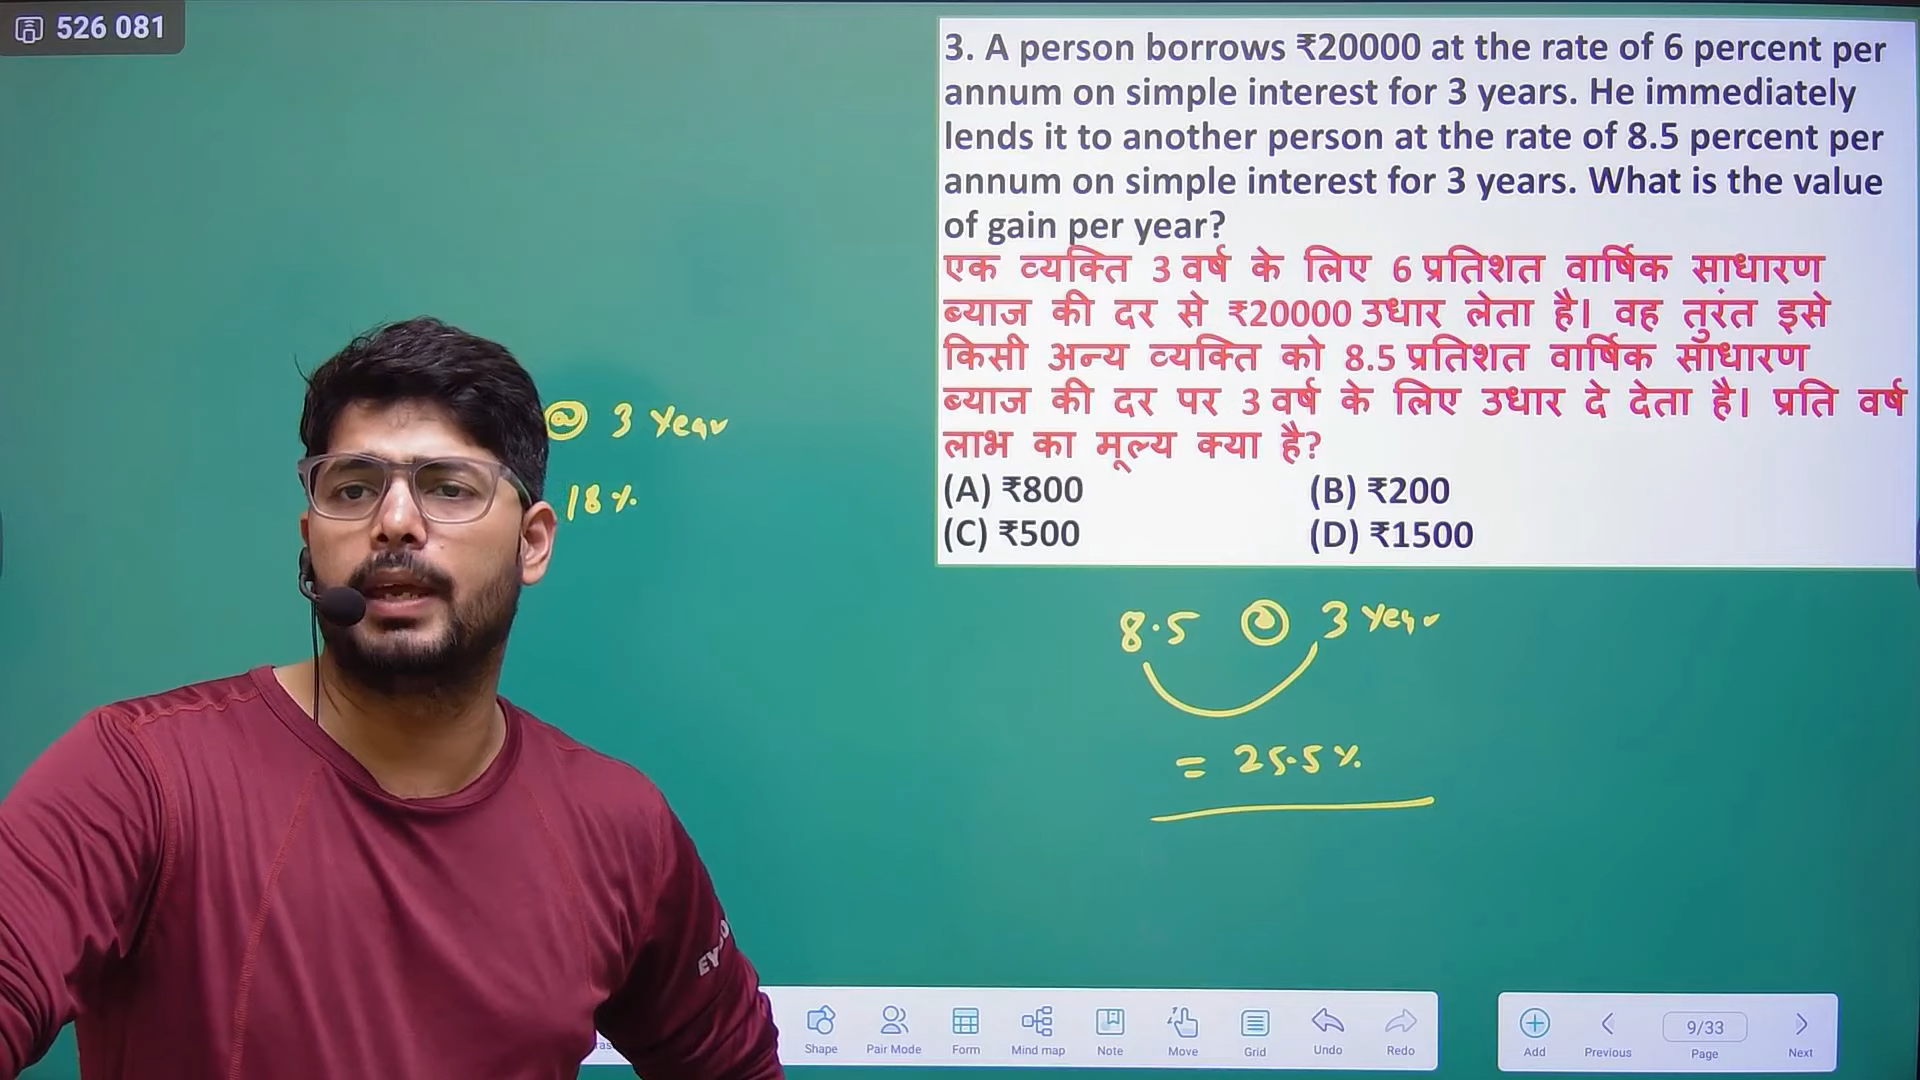 526 081
3. A person borrows ₹20000 at the rate of 6 percent per
annum on simple interest for 3 years. He immediately
lends it to another person at the rate of 8.5 percent per
annum on simple interest for 3 years. What is the value
of gain per year?
एक व्यक्ति 3 वर्ष के लिए 6 प्रतिशत वार्षिक साधारण
ब्याज की दर से ₹20000 उधार लेता है। वह तुरंत इसे
किसी अन्य व्यक्ति को 8.5 प्रतिशत वार्षिक साधारण
ब्याज की दर पर 3 वर्ष के लिए उधार दे देता है। प्रति वर्ष
लाभ का मूल्य क्या है?
(A) ₹800 (B) ₹200
(C) ₹500 (D) ₹1500
@ 3 Year
18%
8.5 @ 3 Year
= 25.5%
Shape Pair Mode Form Mind map Note Move Grid Undo Redo
9/33
Add Previous Page Next